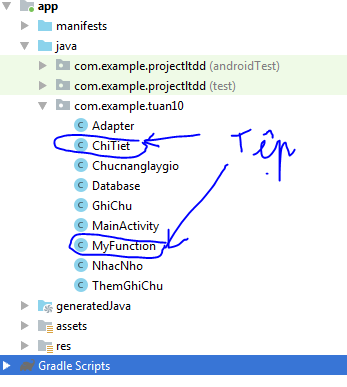 app
manifests
java
com.example.projectltdd (androidTest)
com.example.projectltdd (test)
com.example.tuan10
C Adapter
C ChiTiet
Tệp
C Chucnanglaygio
C Database
C GhiChu
C MainActivity
C MyFunction
C NhacNho
C ThemGhiChu
generatedJava
assets
res
Gradle Scripts